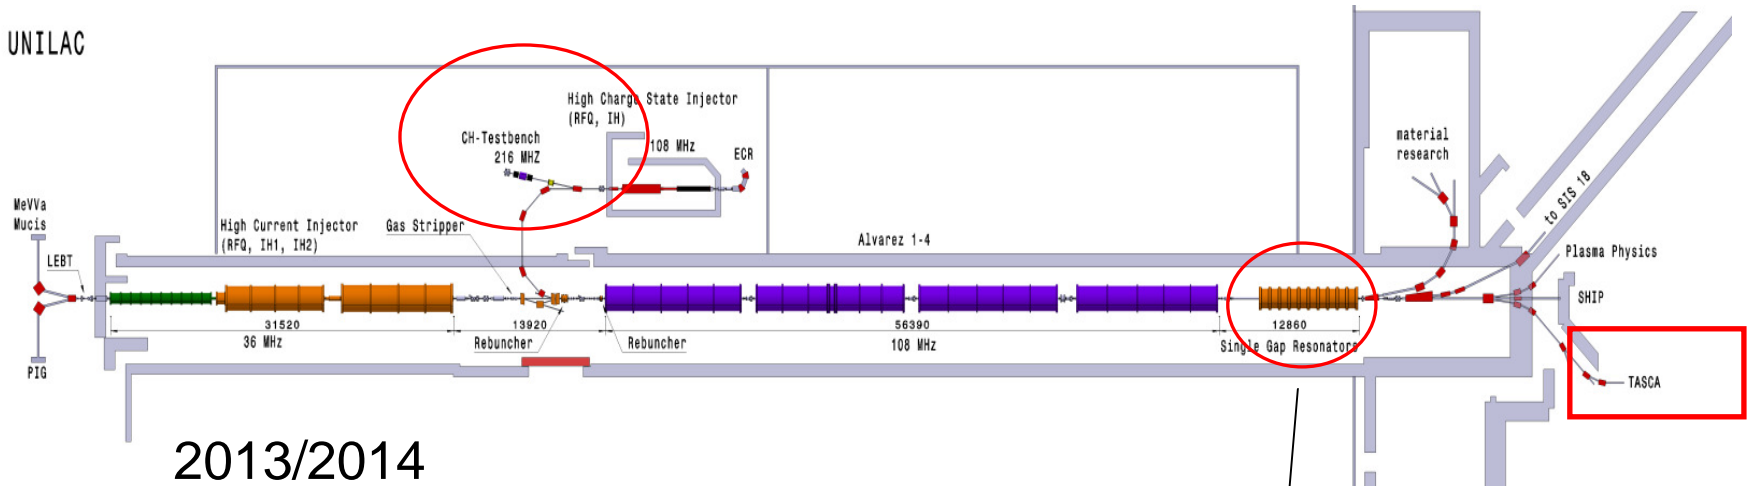 UNILAC
High Charge State Injector
(RFQ, IH)
CH-Testbench
216 MHZ
108 MHz
ECR
material
research
to SIS 18
MeVVa
Mucis
High Current Injector
(RFQ, IH1, IH2)
Gas Stripper
Alvarez 1-4
Plasma Physics
LEBT
SHIP
31520
13920
56390
12860
36 MHz
Rebuncher
Rebuncher
108 MHz
Single Gap Resonators
PIG
TASCA
2013/2014